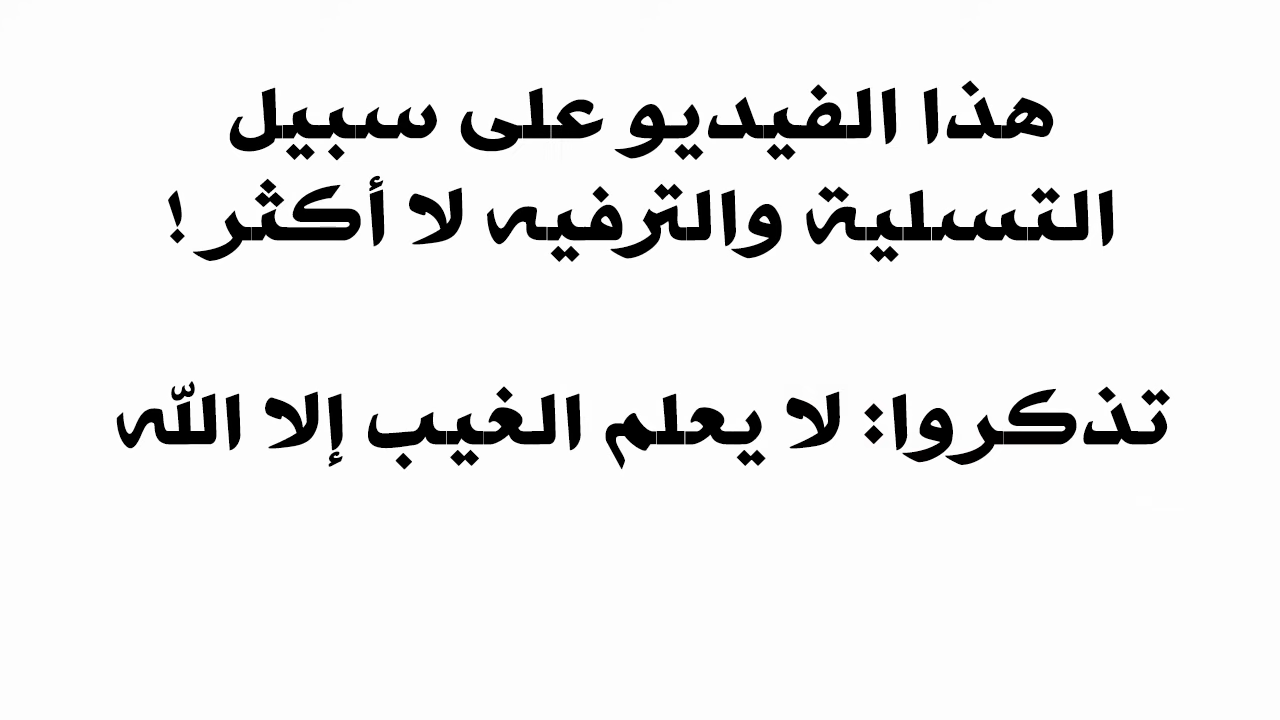 هذا الفيديو على سبيل
التسلية والترفيه لا أكثر !
تذكروا: لا يعلم الغيب إلا الله